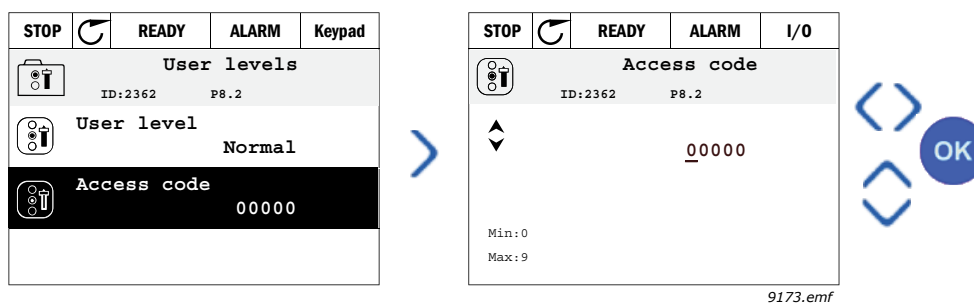 STOP READY ALARM Keypad
User levels
ID:2362 P8.2
User level
Normal
Access code
00000
STOP READY ALARM I/O
Access code
ID:2362 P8.2
00000
Min:0
Max:9
OK
9173.emf